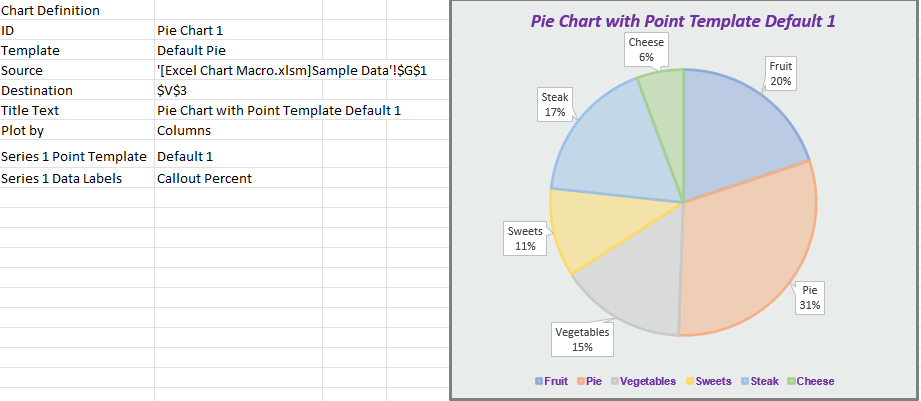 Chart Definition
ID Pie Chart 1
Template Default Pie
Source '[Excel Chart Macro.xlsm]Sample Data'!$G$1
Destination $V$3
Title Text Pie Chart with Point Template Default 1
Plot by Columns
Series 1 Point Template Default 1
Series 1 Data Labels Callout Percent
Pie Chart with Point Template Default 1
Cheese
6%
Fruit
20%
Steak
17%
Sweets
11%
Pie
31%
Vegetables
15%
Fruit Pie Vegetables Sweets Steak Cheese